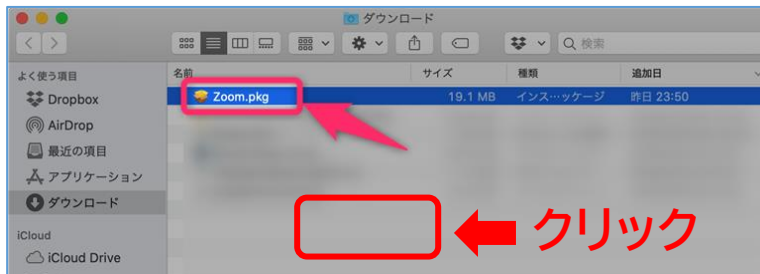 ダウンロード
検索
よく使う項目
名前 サイズ 種類 追加日
Dropbox
Zoom.pkg 19.1 MB インス…ッケージ 昨日 23:50
AirDrop
最近の項目
アプリケーション
ダウンロード
クリック
iCloud
iCloud Drive